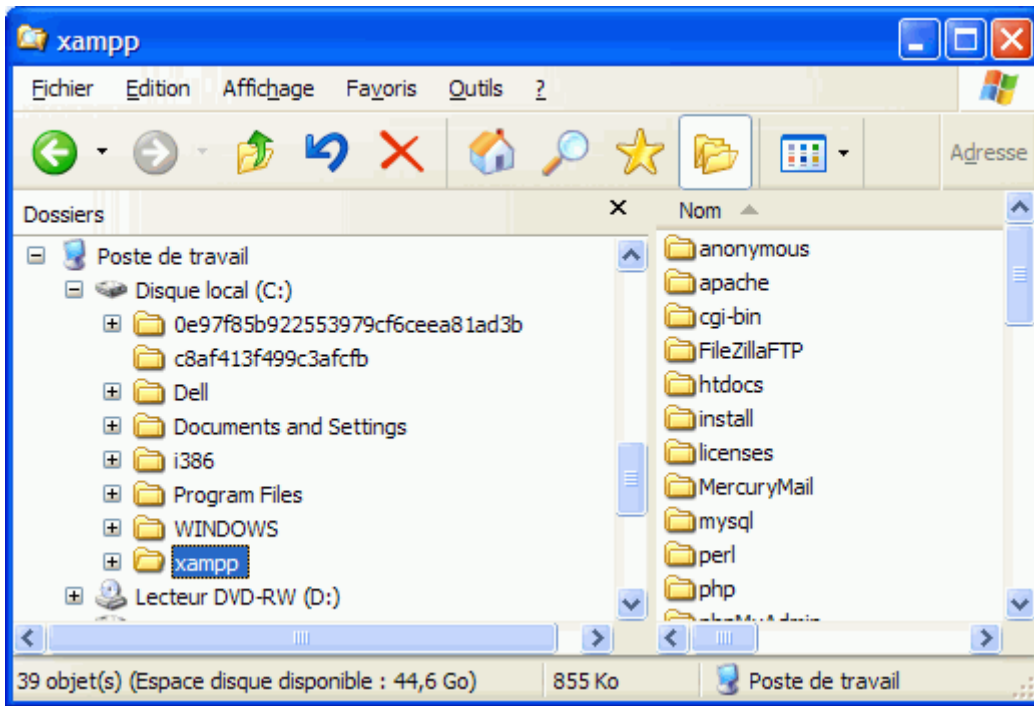 xampp
Fichier Edition Affichage Favoris Outils ?
Adresse
Dossiers
Poste de travail
Disque local (C:)
0e97f85b922553979cf6ceea81ad3b
c8af413f499c3afcfb
Dell
Documents and Settings
i386
Program Files
WINDOWS
xampp
Lecteur DVD-RW (D:)
Nom
anonymous
apache
cgi-bin
FileZillaFTP
htdocs
install
licenses
MercuryMail
mysql
perl
php
phpMyAdmin
39 objet(s) (Espace disque disponible : 44,6 Go) 855 Ko Poste de travail